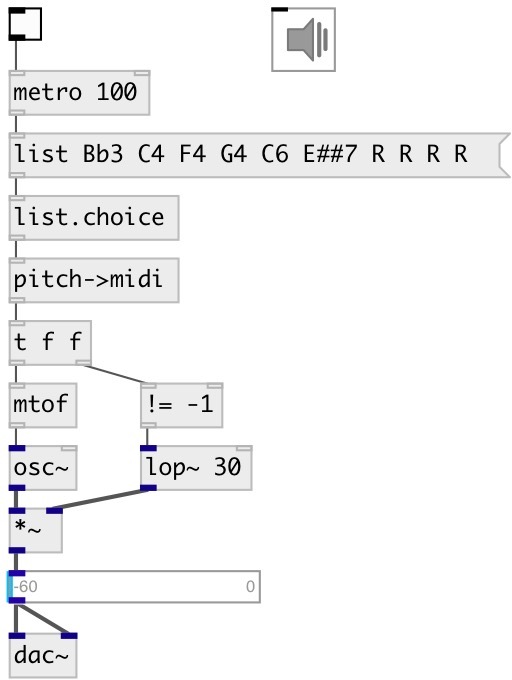 metro 100
list Bb3 C4 F4 G4 C6 E##7 R R R R
list.choice
pitch->midi
t f f
mtof
!= -1
osc~
lop~ 30
*~
-60 0
dac~